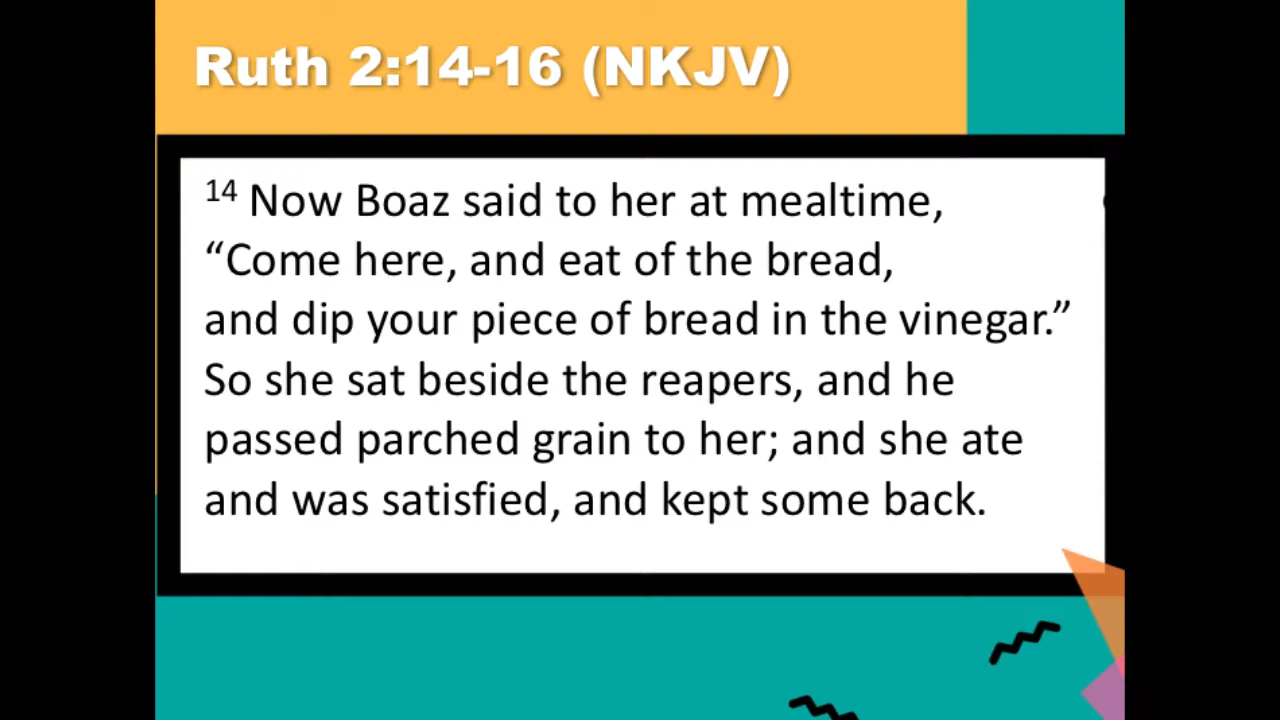 Ruth 2:14-16 (NKJV)
14 Now Boaz said to her at mealtime,
“Come here, and eat of the bread,
and dip your piece of bread in the vinegar.”
So she sat beside the reapers, and he
passed parched grain to her; and she ate
and was satisfied, and kept some back.